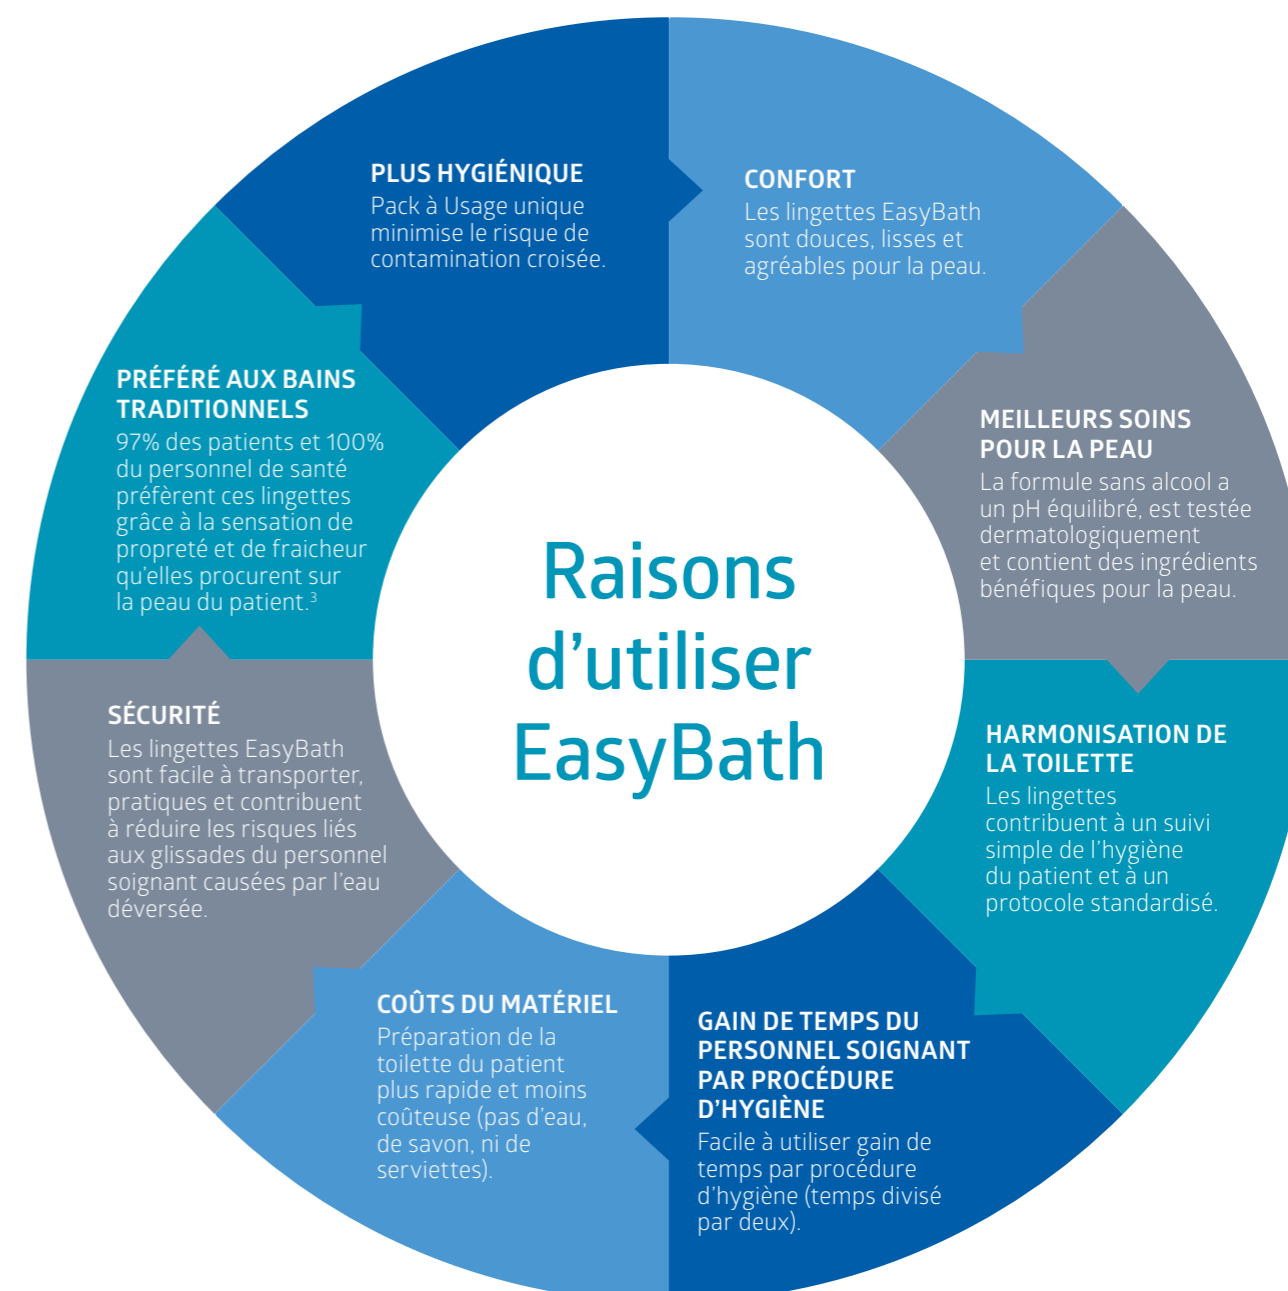 PLUS HYGIÉNIQUE
Pack à Usage unique
minimise le risque de
contamination croisée.
CONFORT
Les lingettes EasyBath
sont douces, lisses et
agréables pour la peau.
MEILLEURS SOINS
POUR LA PEAU
La formule sans alcool a
un pH équilibré, est testée
dermatologiquement
et contient des ingrédients
bénéfiques pour la peau.
HARMONISATION DE
LA TOILETTE
Les lingettes
contribuent à un suivi
simple de l'hygiène
du patient et à un
protocole standardisé.
GAIN DE TEMPS DU
PERSONNEL SOIGNANT
PAR PROCÉDURE
D'HYGIÈNE
Facile à utiliser gain de
temps par procédure
d'hygiène (temps divisé
par deux).
COÛTS DU MATÉRIEL
Préparation de la
toilette du patient
plus rapide et moins
coûteuse (pas d'eau,
de savon, ni de
serviettes).
SÉCURITÉ
Les lingettes EasyBath
sont facile à transporter,
pratiques et contribuent
à réduire les risques liés
aux glissades du personnel
soignant causées par l'eau
déversée.
PRÉFÉRÉ AUX BAINS
TRADITIONNELS
97% des patients et 100%
du personnel de santé
préfèrent ces lingettes
grâce à la sensation de
propreté et de fraicheur
qu'elles procurent sur
la peau du patient.³
Raisons
d'utiliser
EasyBath